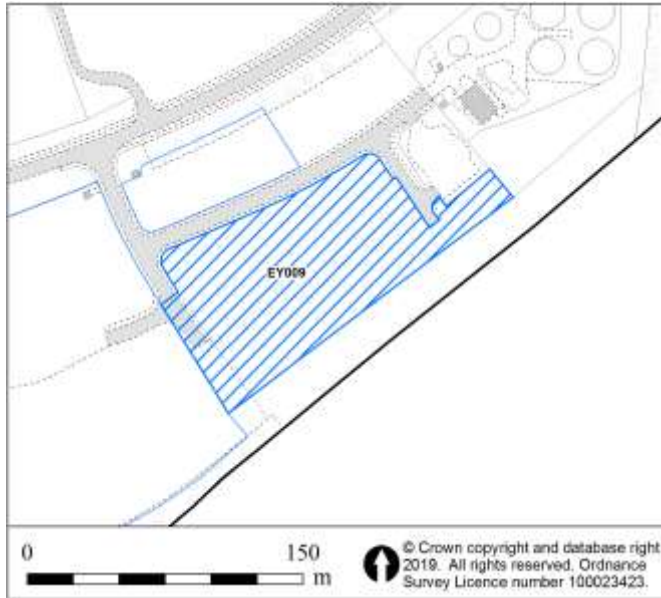 EY009
0 150
m
© Crown copyright and database right
2019. All rights reserved. Ordnance
Survey Licence number 100023423.